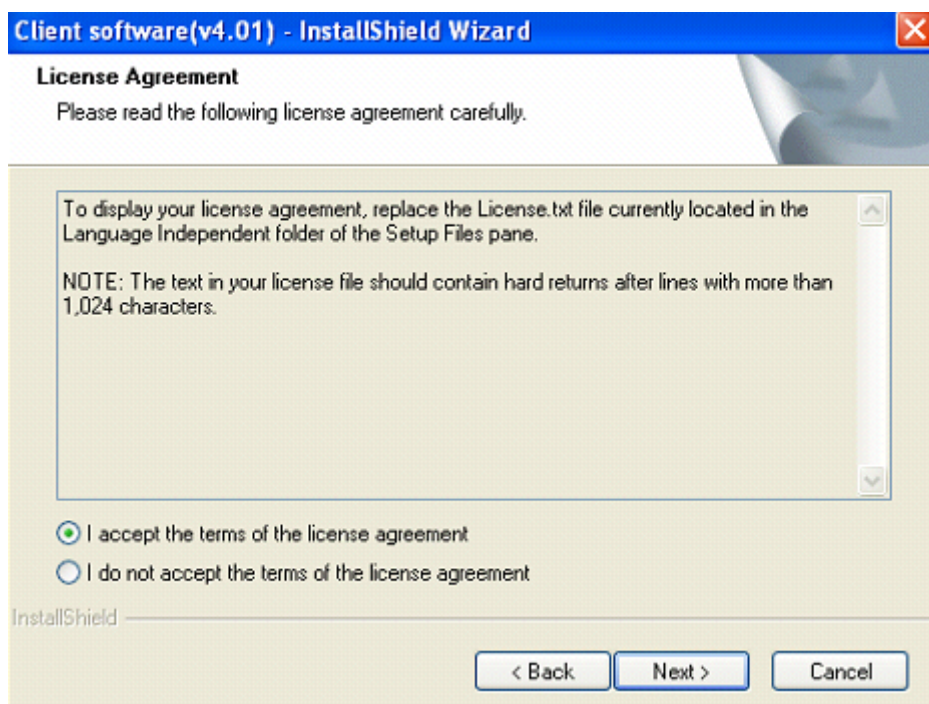 Client software(v4.01) - InstallShield Wizard
License Agreement
Please read the following license agreement carefully.
To display your license agreement, replace the License.txt file currently located in the
Language Independent folder of the Setup Files pane.
NOTE: The text in your license file should contain hard returns after lines with more than
1,024 characters.
I accept the terms of the license agreement
I do not accept the terms of the license agreement
InstallShield
< Back Next > Cancel